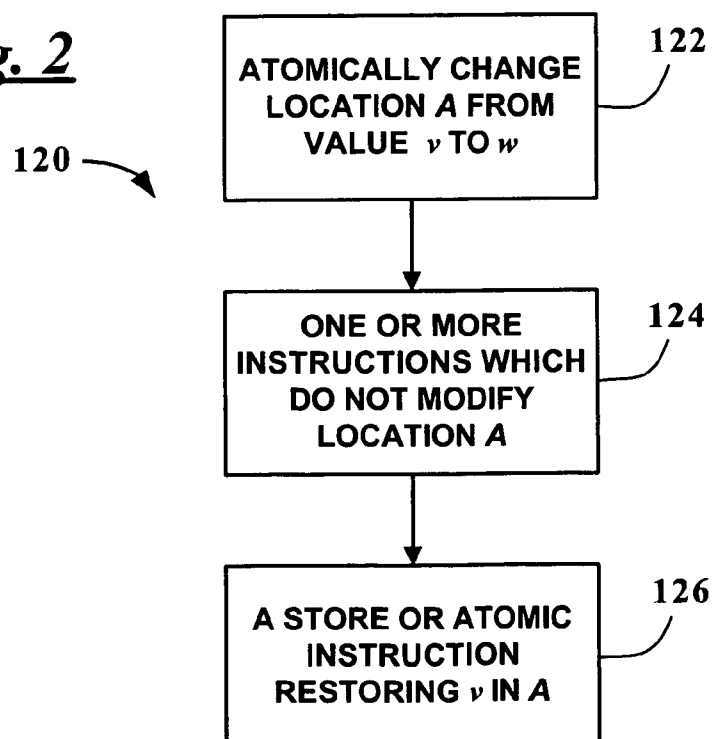 g. 2
122
ATOMICALLY CHANGE
LOCATION A FROM
VALUE v TO w
120
124
ONE OR MORE
INSTRUCTIONS WHICH
DO NOT MODIFY
LOCATION A
126
A STORE OR ATOMIC
INSTRUCTION
RESTORING v IN A